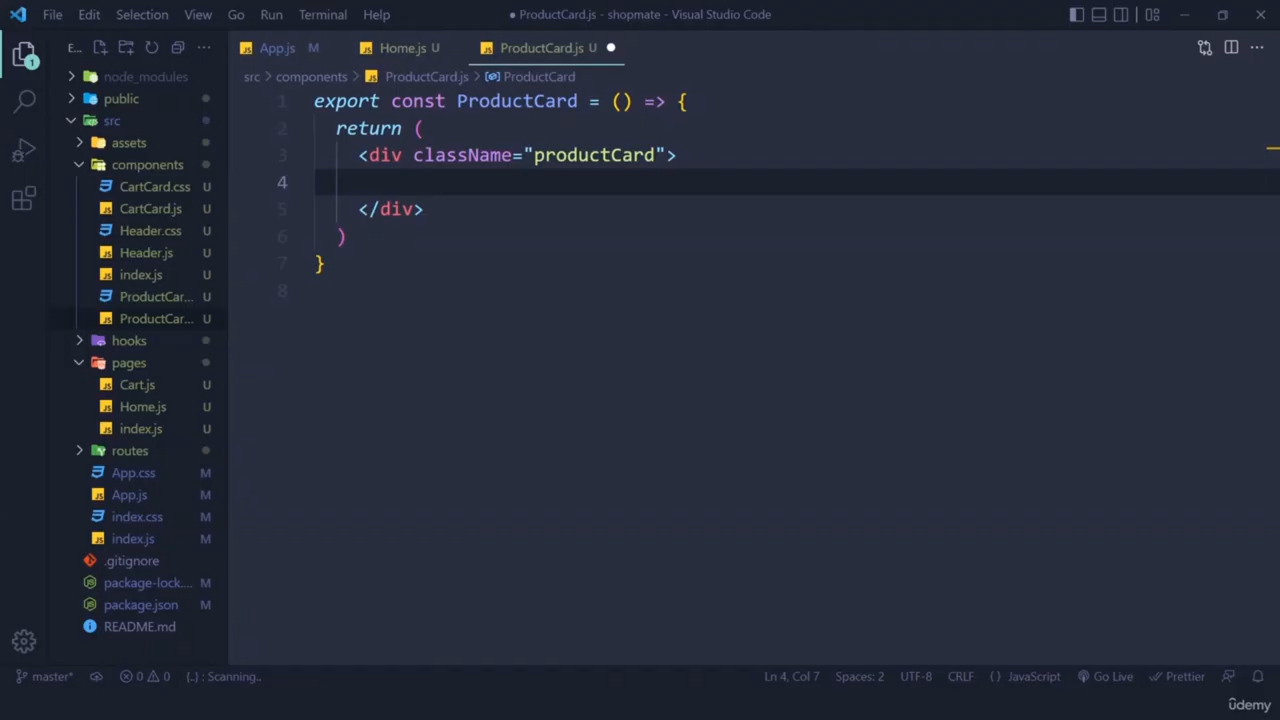 File Edit Selection View Go Run Terminal Help
● ProductCard.js - shopmate - Visual Studio Code
E...
App.js M
Home.js U
ProductCard.js U
src > components > ProductCard.js > ProductCard
node_modules
public
src
assets
components
CartCard.css U
CartCard.js U
Header.css U
Header.js U
index.js U
ProductCar... U
ProductCar... U
hooks
pages
Cart.js U
Home.js U
index.js U
routes
App.css M
App.js M
index.css M
index.js M
.gitignore
package-lock.... M
package.json M
README.md
1 export const ProductCard = () => {
2 return (
3 <div className="productCard">
4
5 </div>
6 )
7 }
8
1
master* 0 0 [..] : Scanning.. Ln 4, Col 7 Spaces: 2 UTF-8 CRLF JavaScript Go Live Prettier
ûdemy